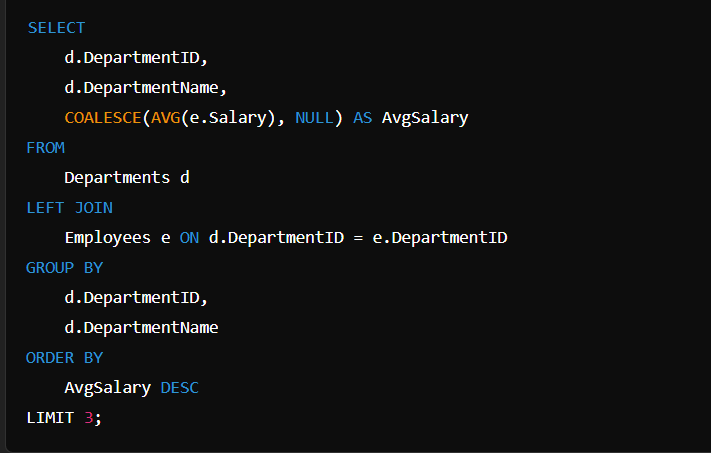 SELECT
    d.DepartmentID,
    d.DepartmentName,
    COALESCE(AVG(e.Salary), NULL) AS AvgSalary
FROM
    Departments d
LEFT JOIN
    Employees e ON d.DepartmentID = e.DepartmentID
GROUP BY
    d.DepartmentID,
    d.DepartmentName
ORDER BY
    AvgSalary DESC
LIMIT 3;